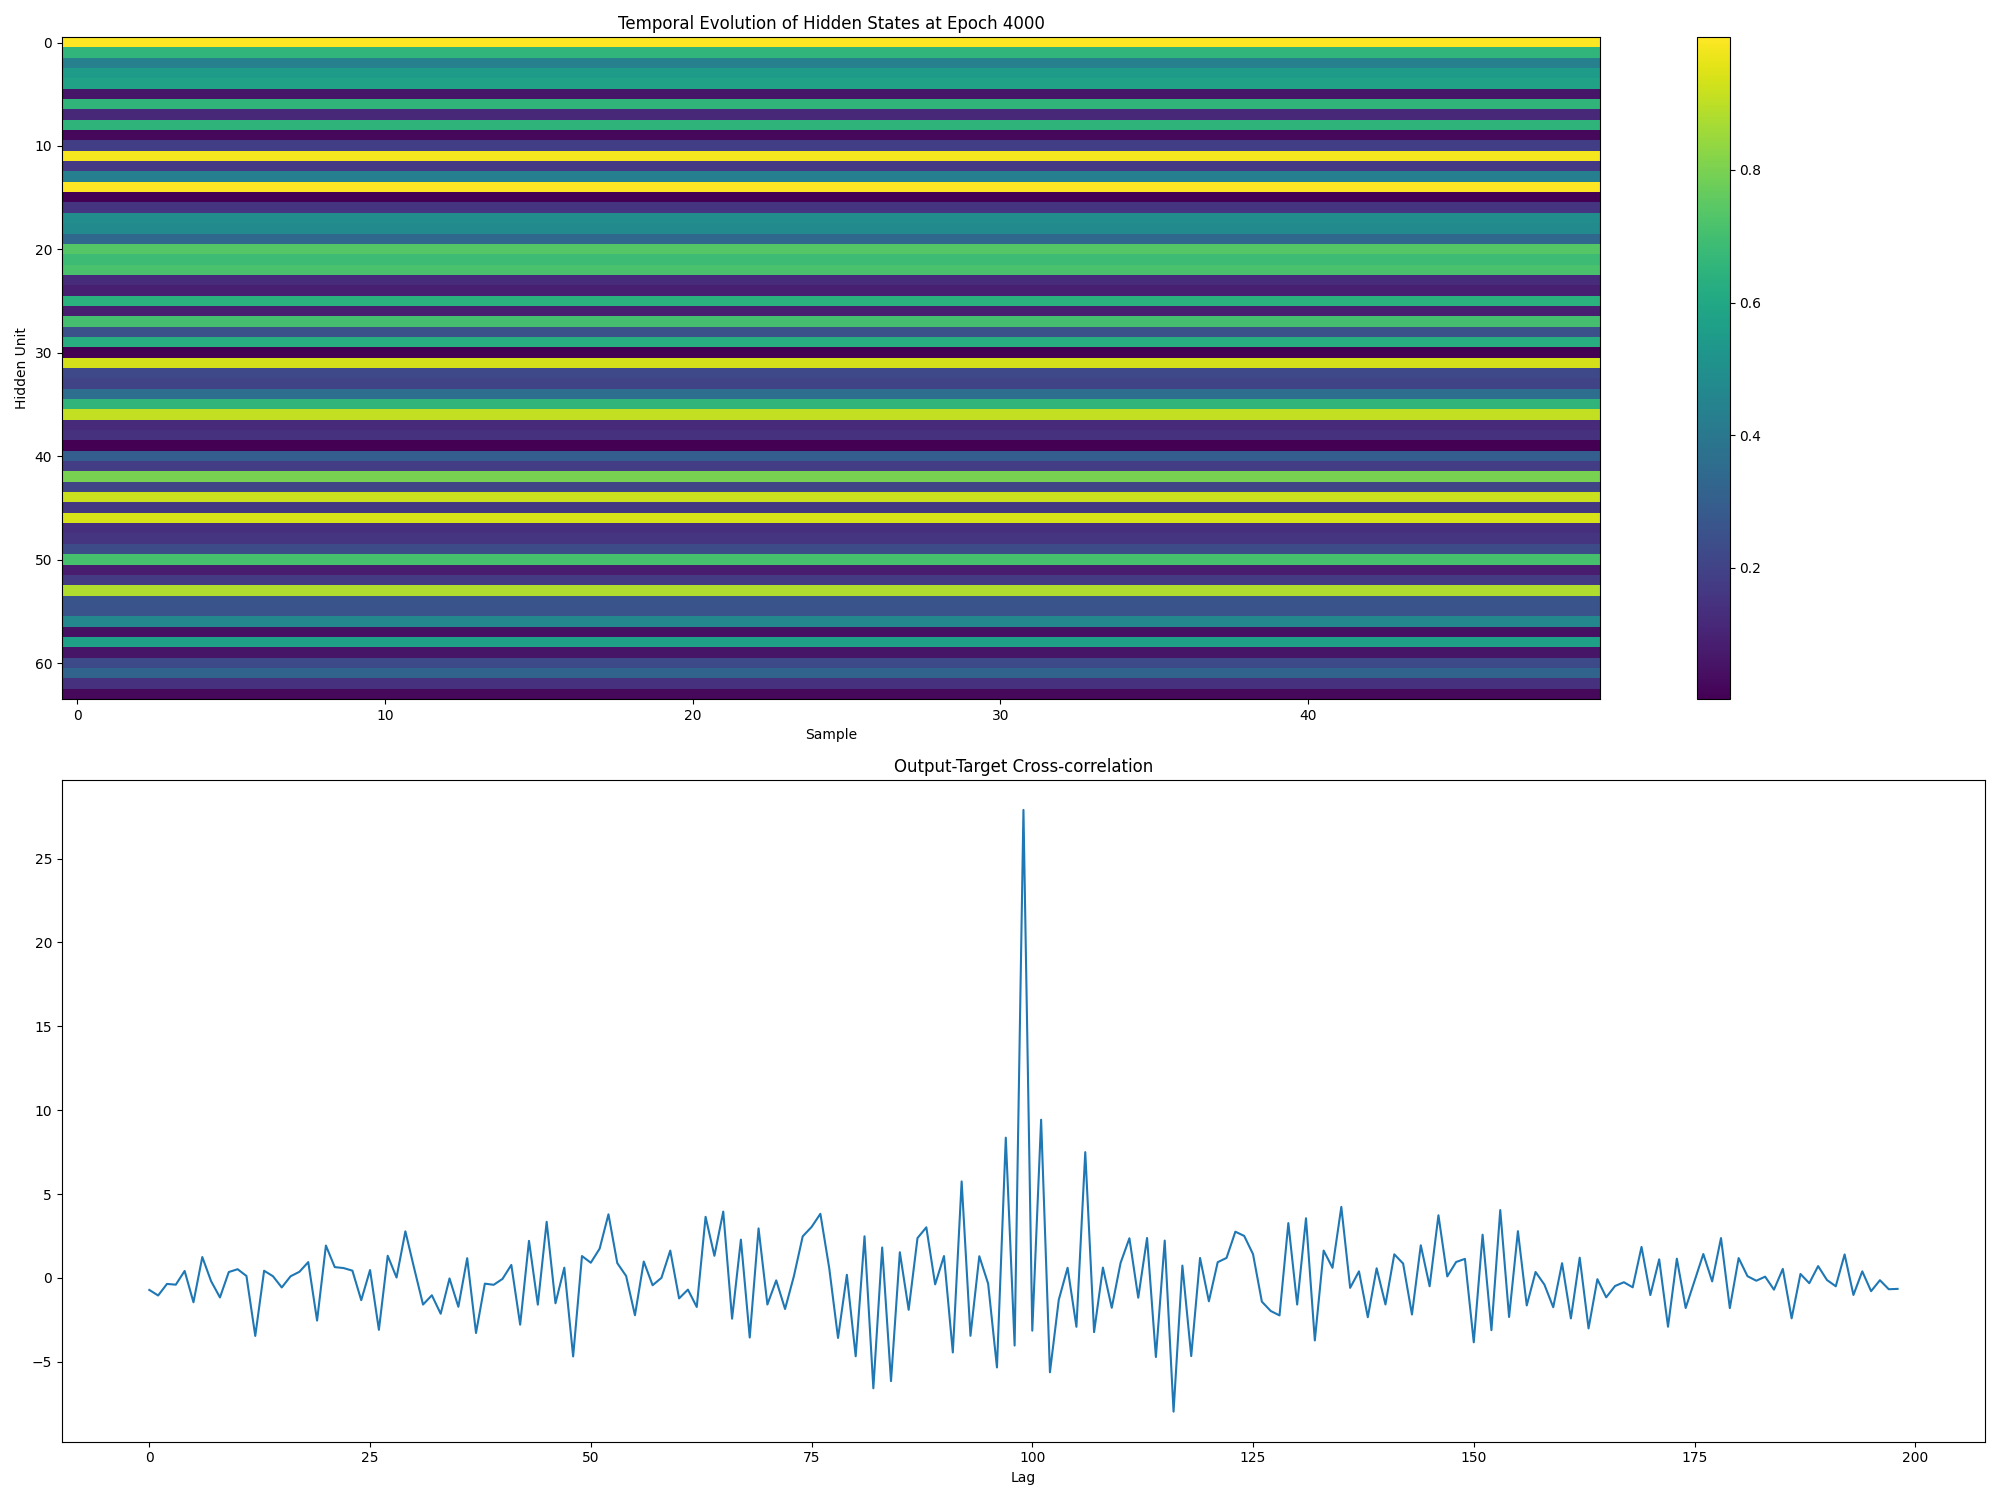 Temporal Evolution of Hidden States at Epoch 4000
0
10
20
30
40
50
60
Hidden Unit
0 10 20 30 40
Sample
0.8
0.6
0.4
0.2
Output-Target Cross-correlation
25
20
15
10
5
0
−5
0 25 50 75 100 125 150 175 200
Lag